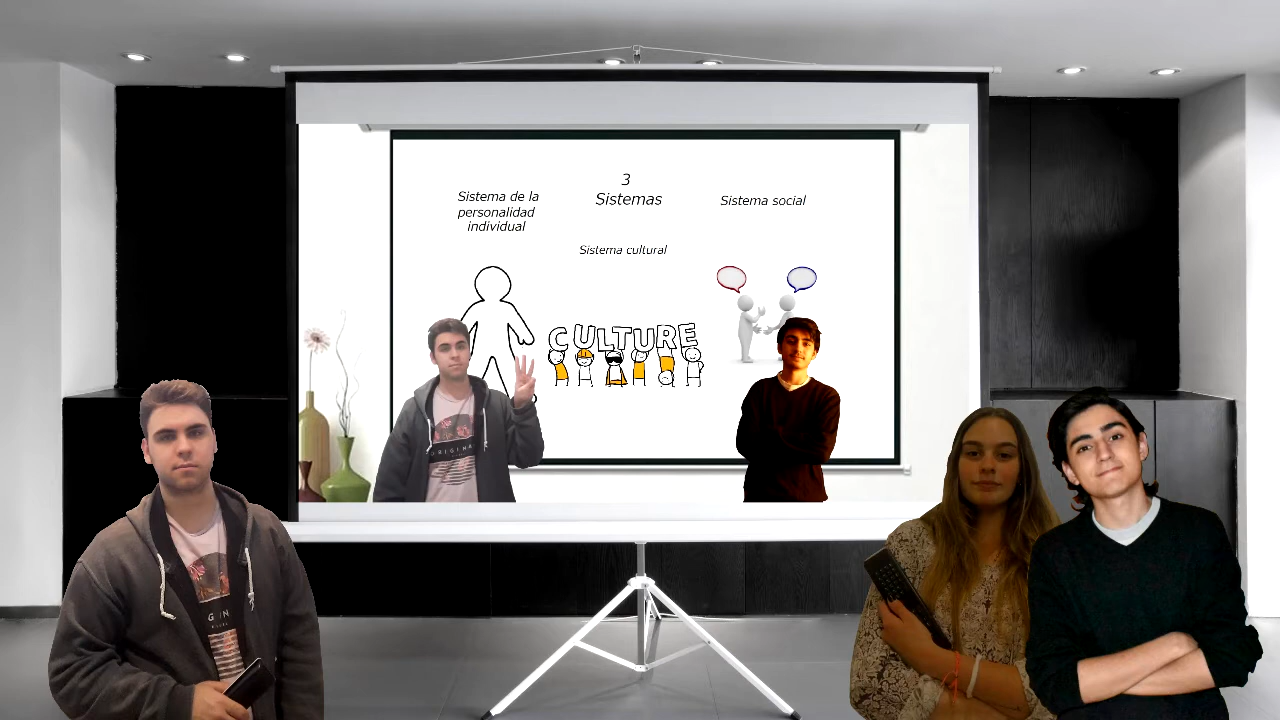 3
Sistemas
Sistema de la
personalidad
individual
Sistema social
Sistema cultural
CULTURE
ORIGINAL